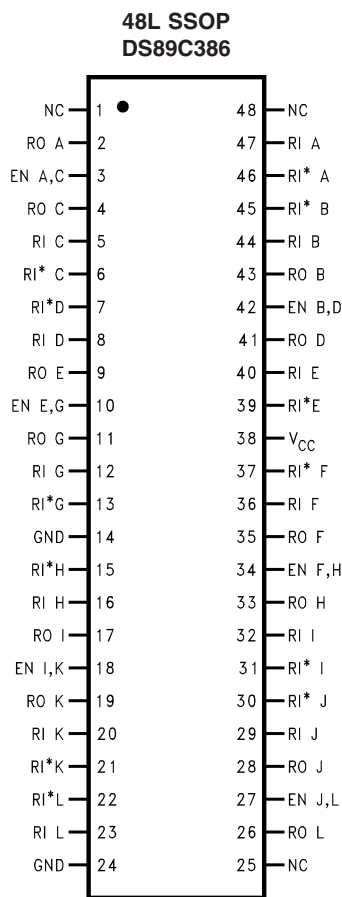 48L SSOP
DS89C386
NC 1 48 NC
RO A 2 47 RI A
EN A,C 3 46 RI* A
RO C 4 45 RI* B
RI C 5 44 RI B
RI* C 6 43 RO B
RI*D 7 42 EN B,D
RI D 8 41 RO D
RO E 9 40 RI E
EN E,G 10 39 RI*E
RO G 11 38 VCC
RI G 12 37 RI* F
RI*G 13 36 RI F
GND 14 35 RO F
RI*H 15 34 EN F,H
RI H 16 33 RO H
RO I 17 32 RI I
EN I,K 18 31 RI* I
RO K 19 30 RI* J
RI K 20 29 RI J
RI*K 21 28 RO J
RI*L 22 27 EN J,L
RI L 23 26 RO L
GND 24 25 NC